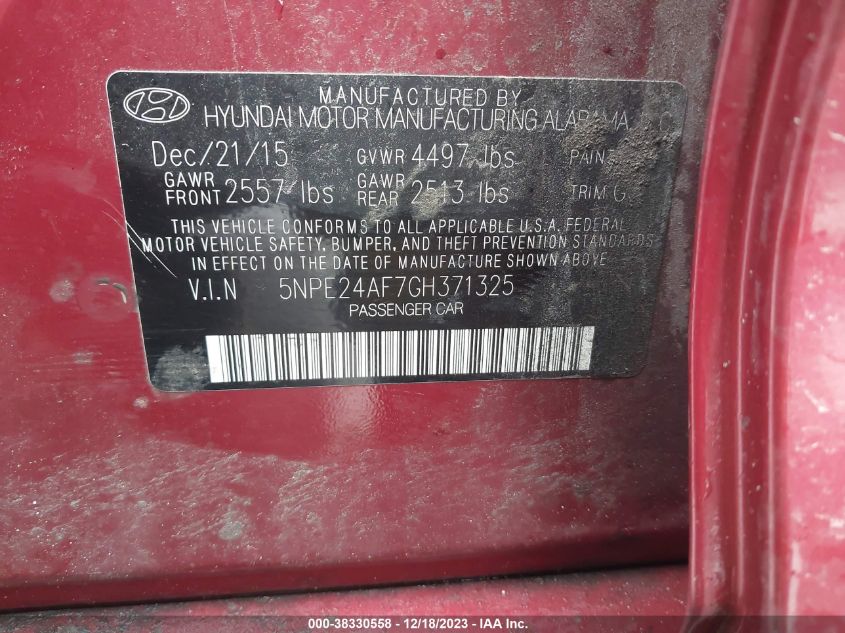 MANUFACTURED BY
HYUNDAI MOTOR MANUFACTURING ALABAMA,
Dec/21/15 GVWR 4497 lbs PAINT
GAWR FRONT 2557 lbs GAWR REAR 2513 lbs TRIM
THIS VEHICLE CONFORMS TO ALL APPLICABLE U.S.A. FEDERAL
MOTOR VEHICLE SAFETY, BUMPER, AND THEFT PREVENTION STANDARDS
IN EFFECT ON THE DATE OF MANUFACTURE SHOWN ABOVE
V.I.N 5NPE24AF7GH371325
PASSENGER CAR
000-38330558 - 12/18/2023 - IAA Inc.